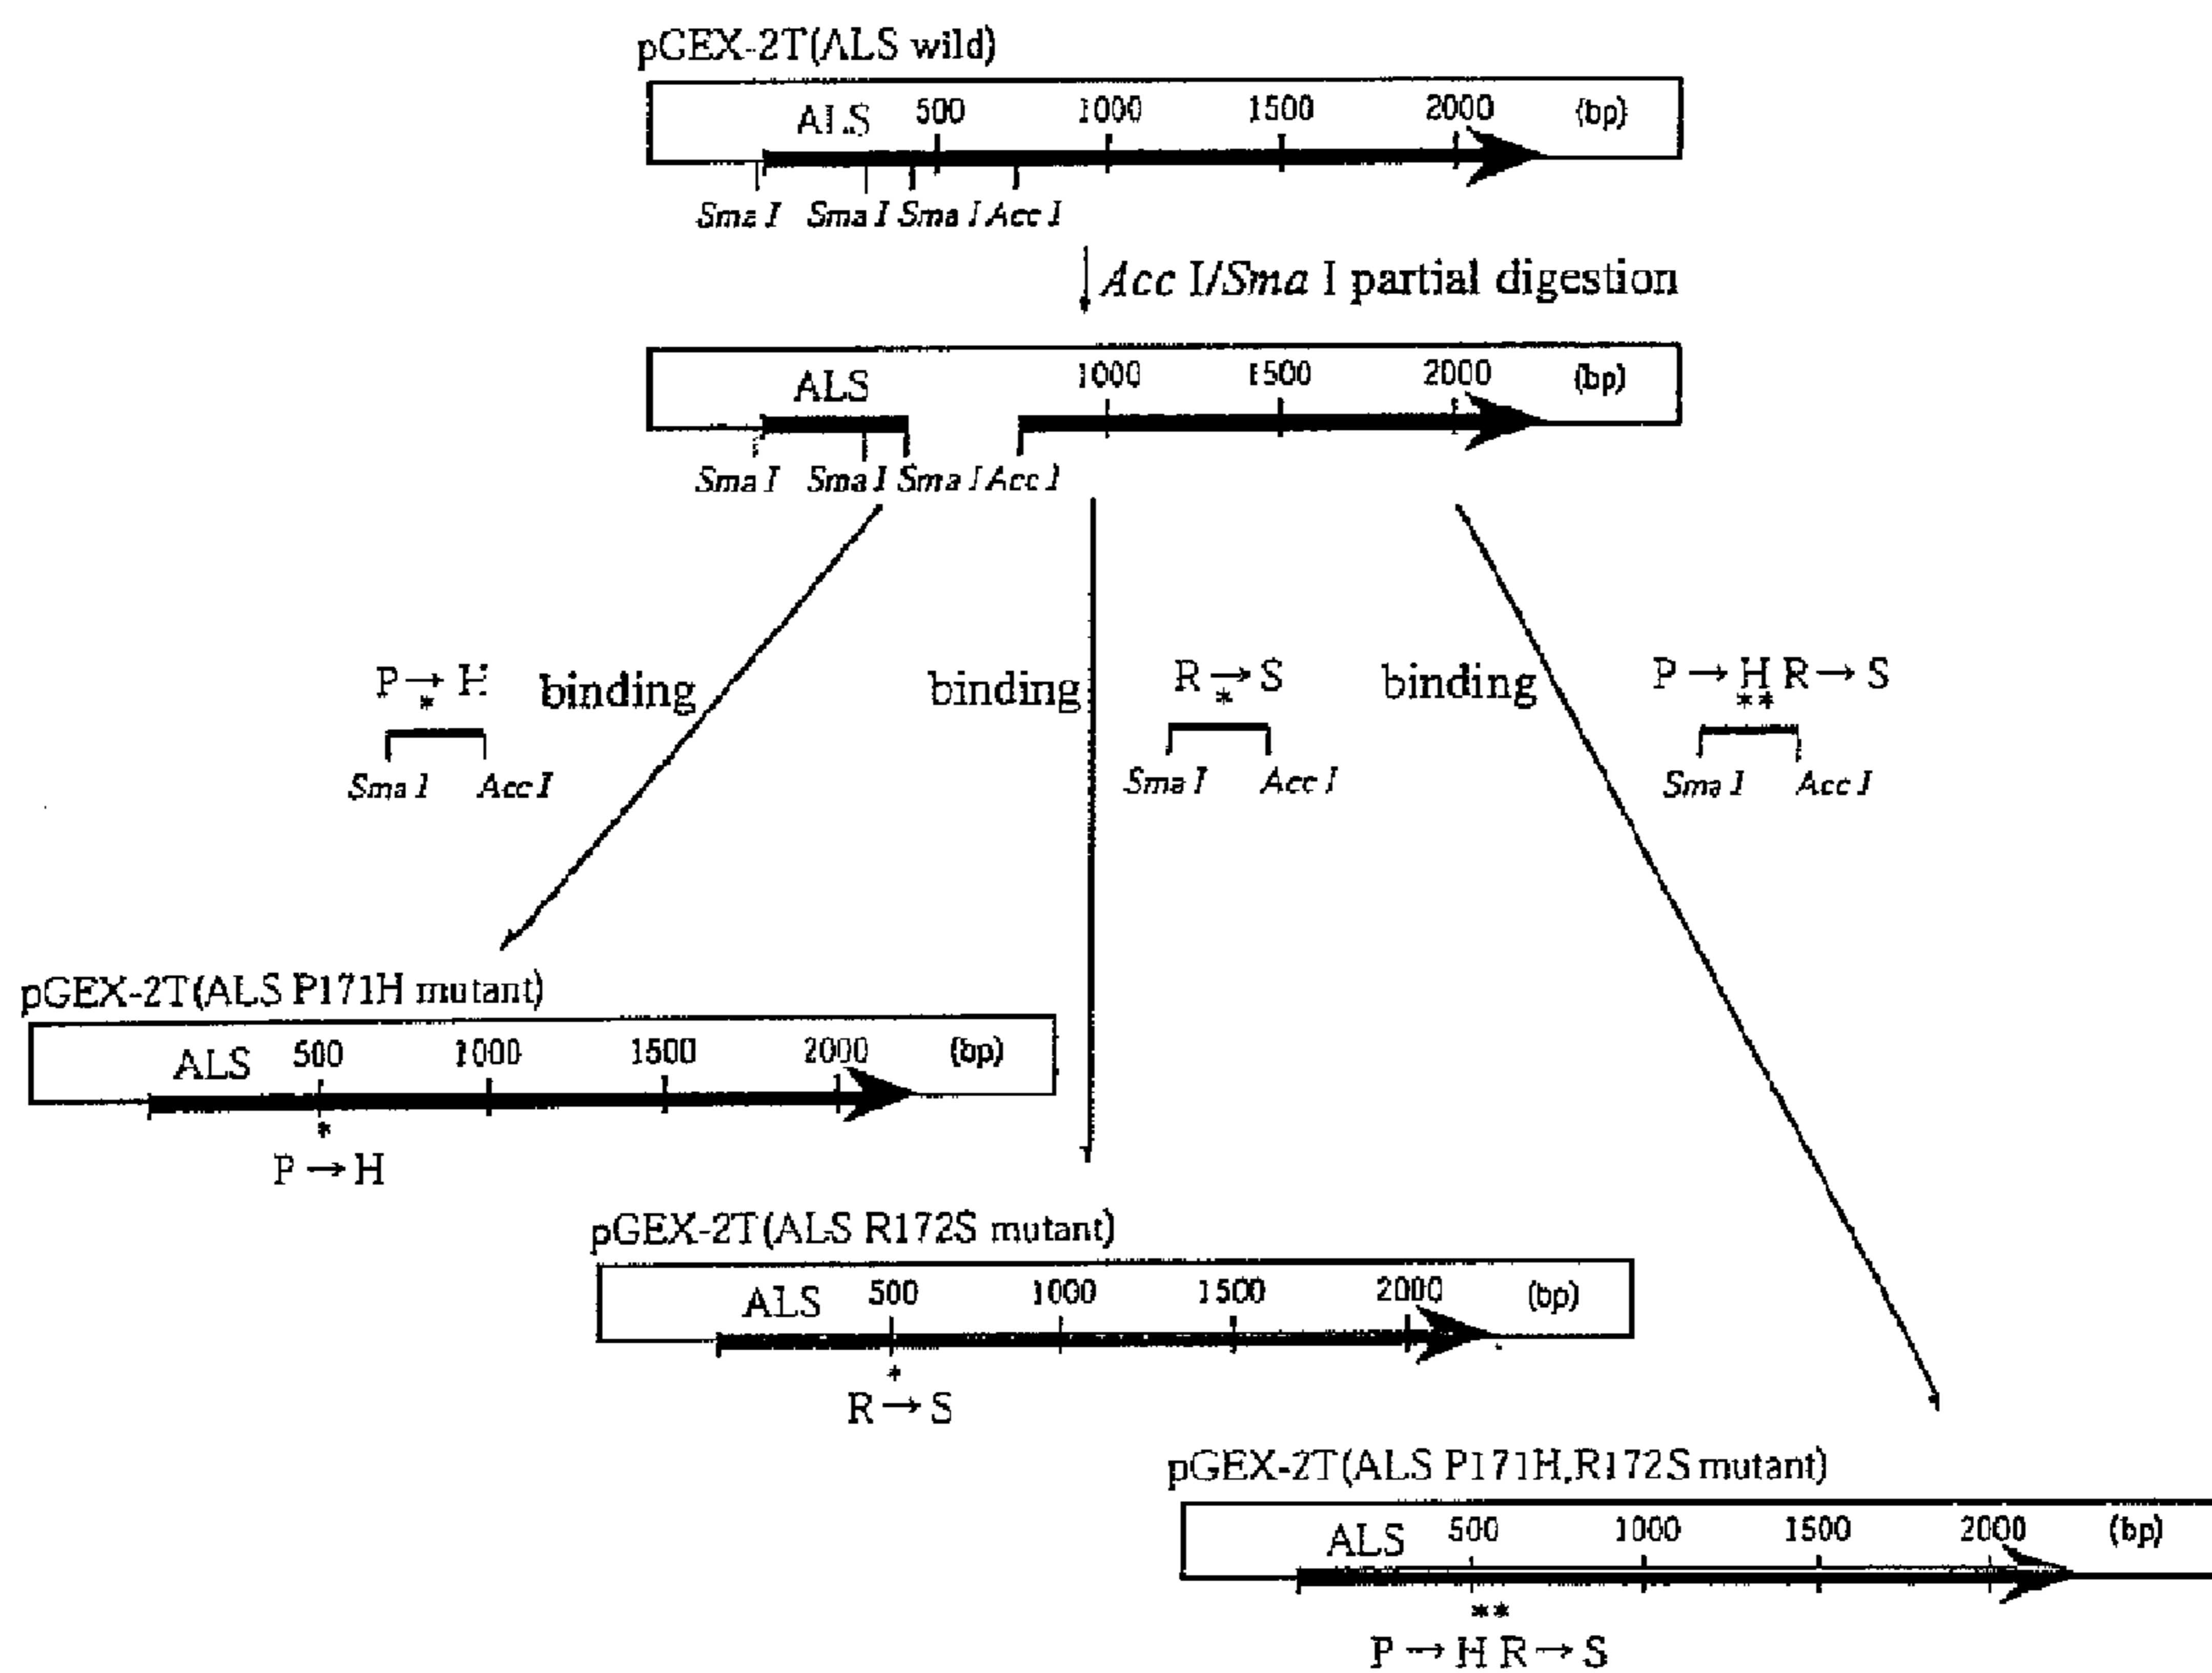 pGEX-2T(ALS wild)
ALS 500 1000 1500 2000 (bp)
Sma I Sma I Sma I Acc I
Acc I/Sma I partial digestion
ALS 1000 1500 2000 (bp)
Sma I Sma I Sma I Acc I
P → H binding binding R → S binding P → H R → S
* * **
Sma I Acc I Sma I Acc I Sma I Acc I
pGEX-2T(ALS P171H mutant)
ALS 500 1000 1500 2000 (bp)
*
P → H
pGEX-2T(ALS R172S mutant)
ALS 500 1000 1500 2000 (bp)
*
R → S
pGEX-2T(ALS P171H,R172S mutant)
ALS 500 1000 1500 2000 (bp)
**
P → H R → S